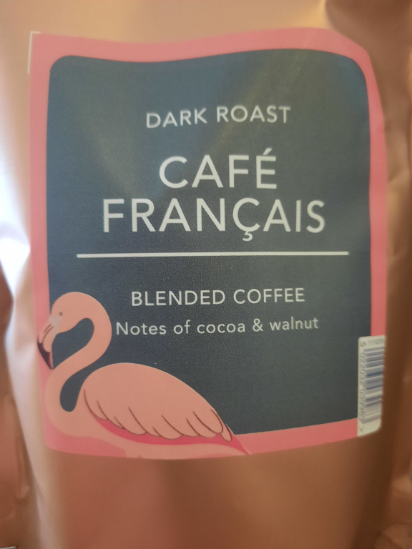 DARK ROAST
CAFÉ
FRANÇAIS
BLENDED COFFEE
Notes of cocoa & walnut